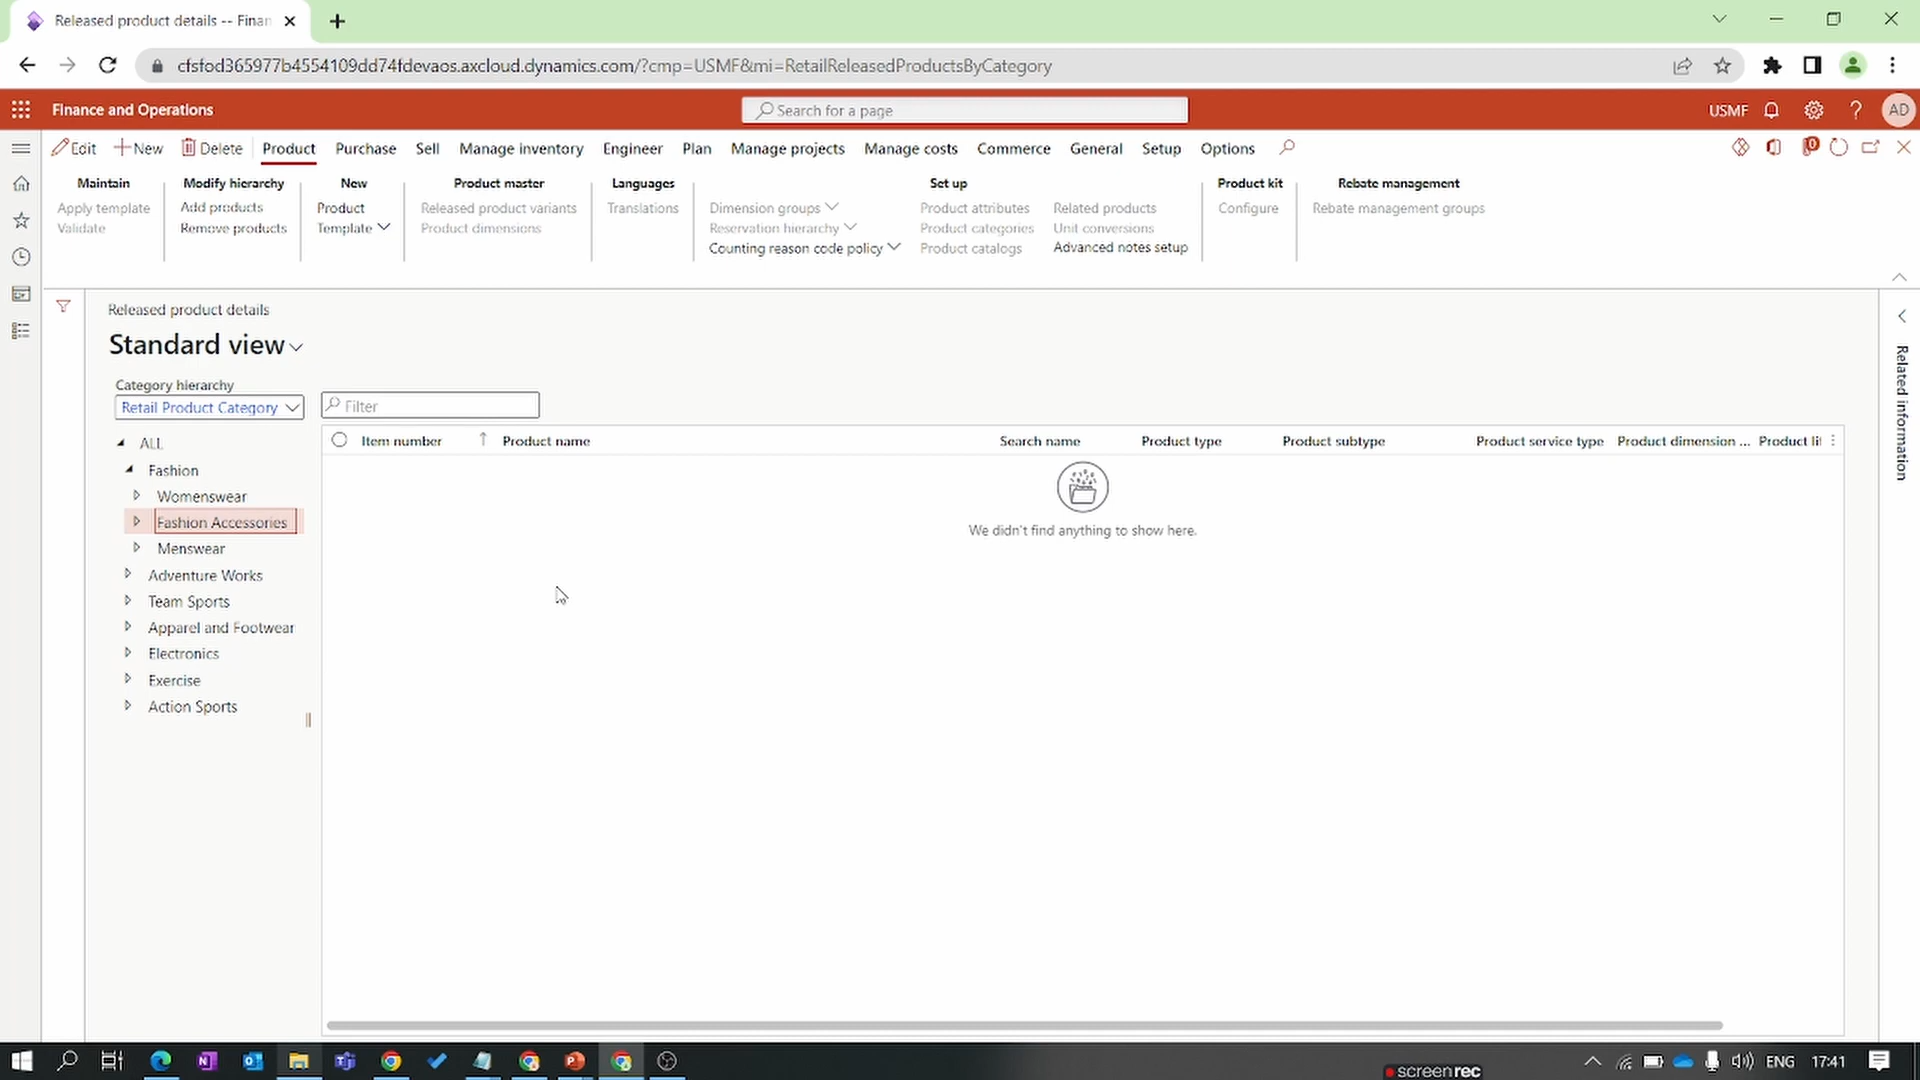 Released product details -- Finan
cfsfod365977b4554109dd74fdevaos.axcloud.dynamics.com/?cmp=USMF&mi=RetailReleasedProductsByCategory
Finance and Operations
Search for a page
USMF
AD
Edit
New
Delete
Product
Purchase
Sell
Manage inventory
Engineer
Plan
Manage projects
Manage costs
Commerce
General
Setup
Options
0
Maintain
Apply template
Validate
Modify hierarchy
Add products
Remove products
New
Product
Template
Product master
Released product variants
Product dimensions
Languages
Translations
Set up
Dimension groups
Reservation hierarchy
Counting reason code policy
Product attributes
Product categories
Product catalogs
Related products
Unit conversions
Advanced notes setup
Product kit
Configure
Rebate management
Rebate management groups
Released product details
Standard view
Category hierarchy
Retail Product Category
ALL
Fashion
Womenswear
Fashion Accessories
Menswear
Adventure Works
Team Sports
Apparel and Footwear
Electronics
Exercise
Action Sports
Filter
Item number
Product name
Search name
Product type
Product subtype
Product service type
Product dimension ...
Product lif
We didn't find anything to show here.
Related information
ENG
17:41
screenrec